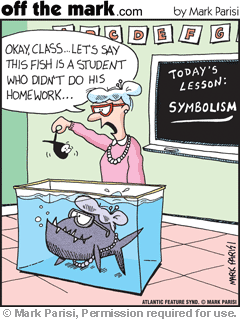 off the mark.com by Mark Parisi
A B C D E F G
OKAY, CLASS... LET'S SAY
THIS FISH IS A STUDENT
WHO DIDN'T DO HIS
HOMEWORK...
TODAY'S
LESSON:
SYMBOLISM
MARK PARISI
ATLANTIC FEATURE SYND. © MARK PARISI
© Mark Parisi, Permission required for use.